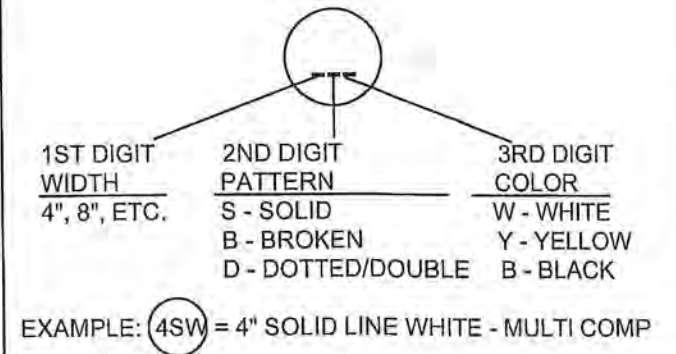 1ST DIGIT 2ND DIGIT 3RD DIGIT
WIDTH PATTERN COLOR
4", 8", ETC. S - SOLID W - WHITE
B - BROKEN Y - YELLOW
D - DOTTED/DOUBLE B - BLACK
EXAMPLE: 4SW = 4" SOLID LINE WHITE - MULTI COMP